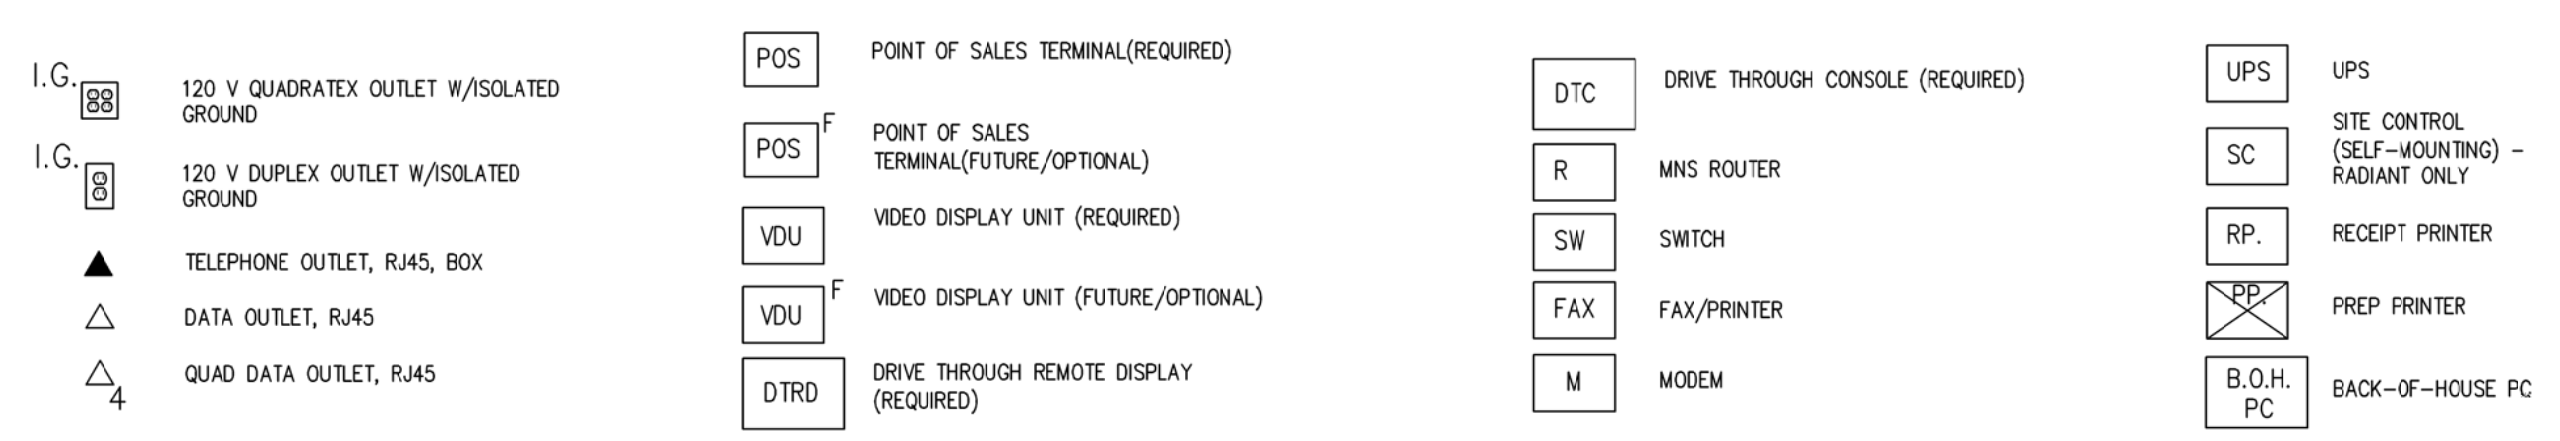 I.G.
120 V QUADRATEX OUTLET W/ISOLATED
GROUND
I.G.
120 V DUPLEX OUTLET W/ISOLATED
GROUND
TELEPHONE OUTLET, RJ45, BOX
DATA OUTLET, RJ45
4
QUAD DATA OUTLET, RJ45
POS
POINT OF SALES TERMINAL(REQUIRED)
POS F
POINT OF SALES
TERMINAL(FUTURE/OPTIONAL)
VDU
VIDEO DISPLAY UNIT (REQUIRED)
VDU F
VIDEO DISPLAY UNIT (FUTURE/OPTIONAL)
DTRD
DRIVE THROUGH REMOTE DISPLAY
(REQUIRED)
DTC
DRIVE THROUGH CONSOLE (REQUIRED)
R
MNS ROUTER
SW
SWITCH
FAX
FAX/PRINTER
M
MODEM
UPS
UPS
SC
SITE CONTROL
(SELF-MOUNTING) -
RADIANT ONLY
RP.
RECEIPT PRINTER
PP.
PREP PRINTER
B.O.H.
PC
BACK-OF-HOUSE PC